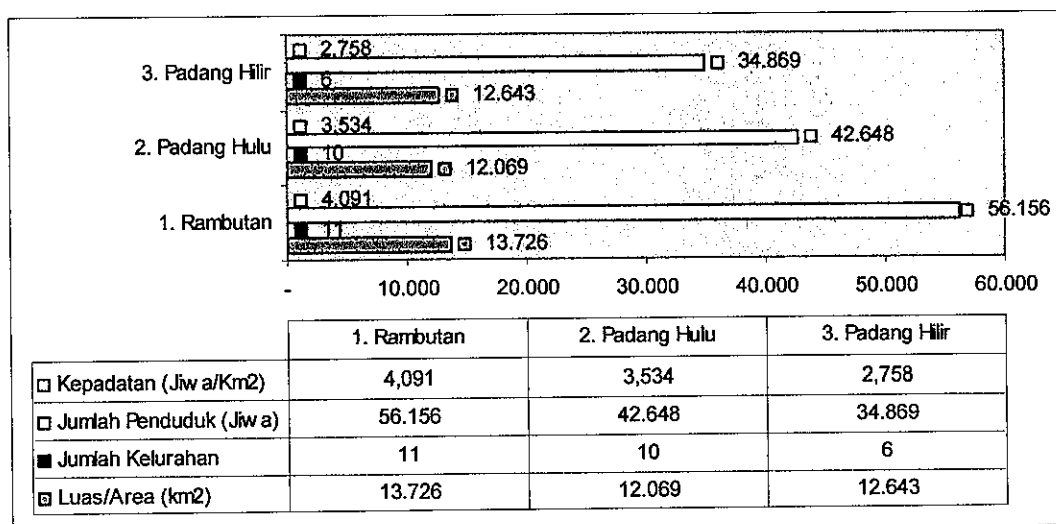 2.758
3. Padang Hilir
34.869
6
12.643
3,534
2. Padang Hulu
42.648
10
12.069
4.091
1. Rambutan
56.156
11
13.726
- 10.000 20.000 30.000 40.000 50.000 60.000
1. Rambutan 2. Padang Hulu 3. Padang Hilir
Kepadatan (Jiwa/Km2) 4,091 3,534 2,758
Jumlah Penduduk (Jiwa) 56.156 42.648 34.869
Jumlah Kelurahan 11 10 6
Luas/Area (km2) 13.726 12.069 12.643